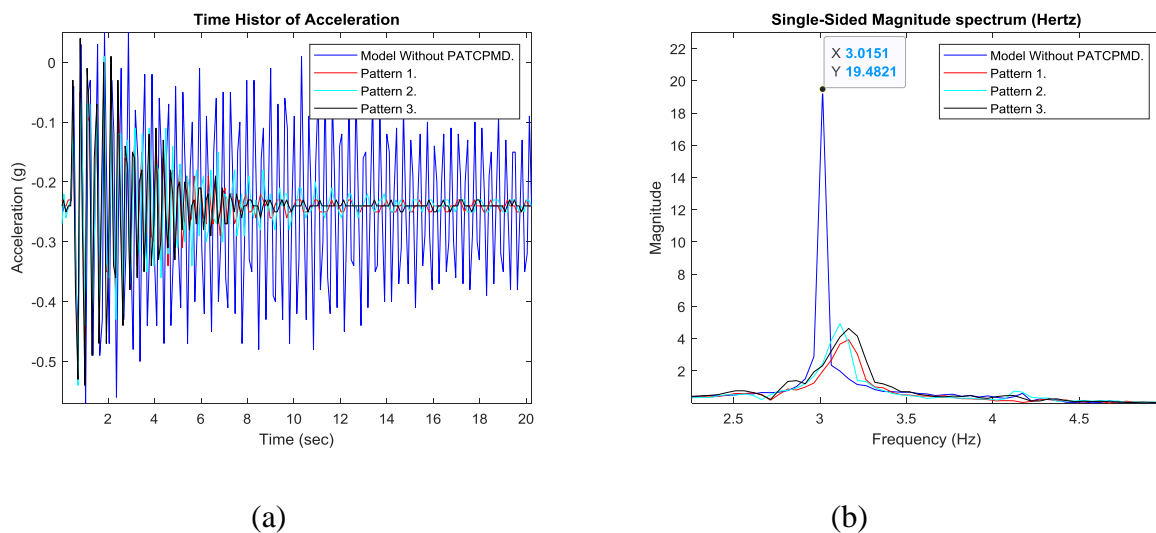 Time Histor of Acceleration
Model Without PATCPMD.
Pattern 1.
Pattern 2.
Pattern 3.
0
-0.1
-0.2
-0.3
-0.4
-0.5
Acceleration (g)
2 4 6 8 10 12 14 16 18 20
Time (sec)
(a)
Single-Sided Magnitude spectrum (Hertz)
X 3.0151
Y 19.4821
Model Without PATCPMD.
Pattern 1.
Pattern 2.
Pattern 3.
22
20
18
16
14
12
10
8
6
4
2
Magnitude
2.5 3 3.5 4 4.5
Frequency (Hz)
(b)